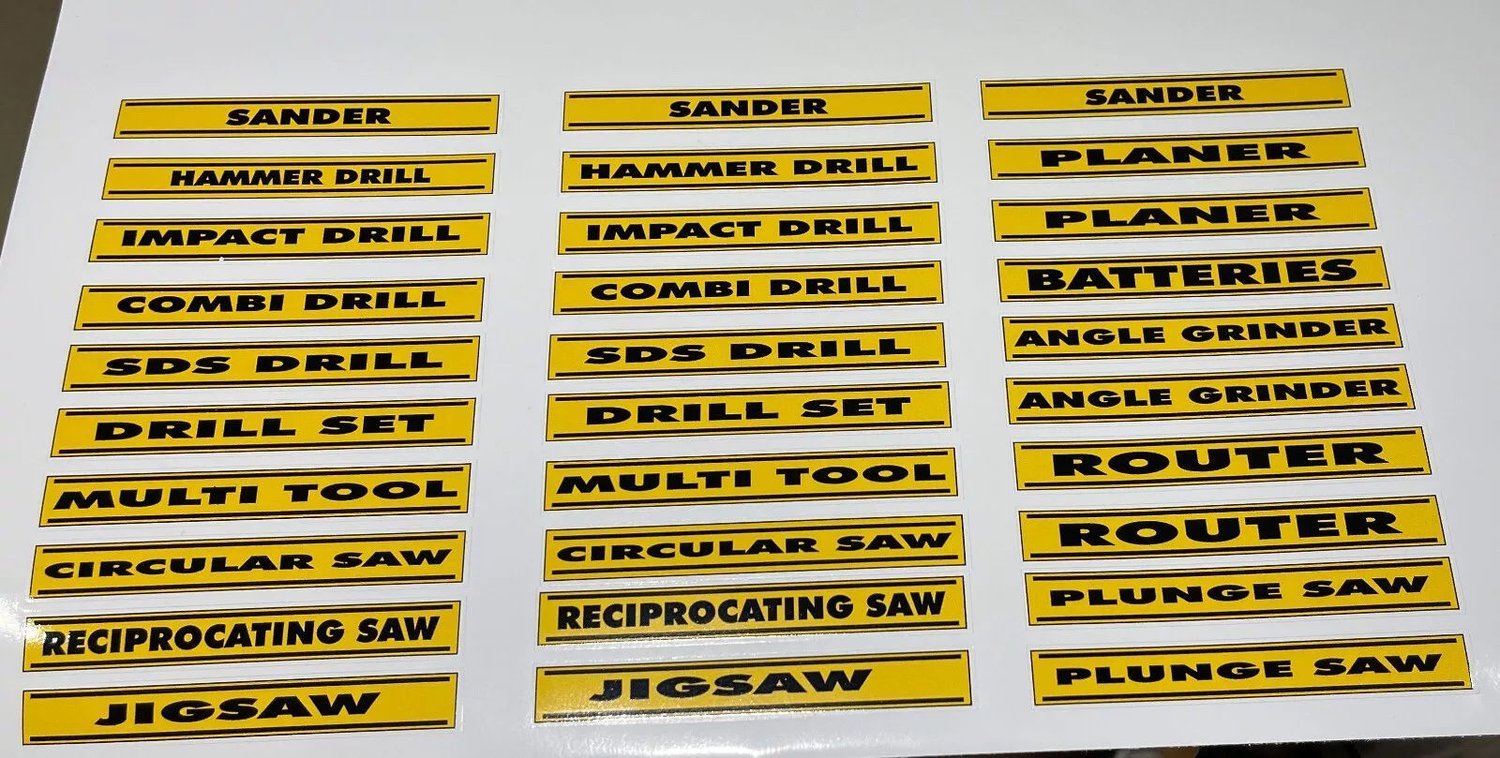 SANDER
HAMMER DRILL
IMPACT DRILL
COMBI DRILL
SDS DRILL
DRILL SET
MULTI TOOL
CIRCULAR SAW
RECIPROCATING SAW
JIGSAW
SANDER
HAMMER DRILL
IMPACT DRILL
COMBI DRILL
SDS DRILL
DRILL SET
MULTI TOOL
CIRCULAR SAW
RECIPROCATING SAW
JIGSAW
SANDER
PLANER
PLANER
BATTERIES
ANGLE GRINDER
ANGLE GRINDER
ROUTER
ROUTER
PLUNGE SAW
PLUNGE SAW